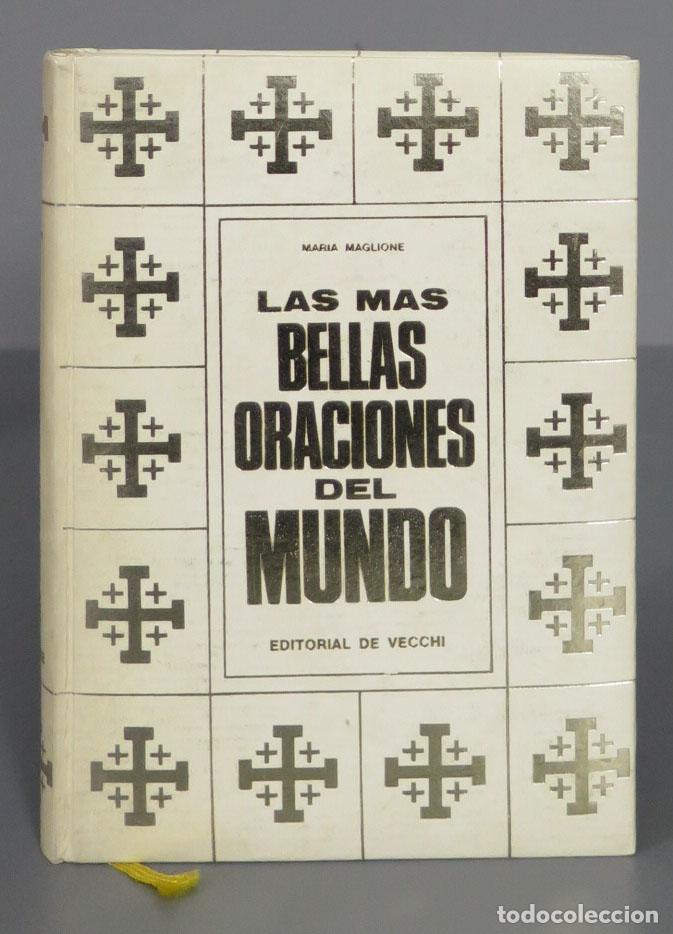 MARIA MAGLIONE
LAS MAS
BELLAS
ORACIONES
DEL
MUNDO
EDITORIAL DE VECCHI
todocoleccion